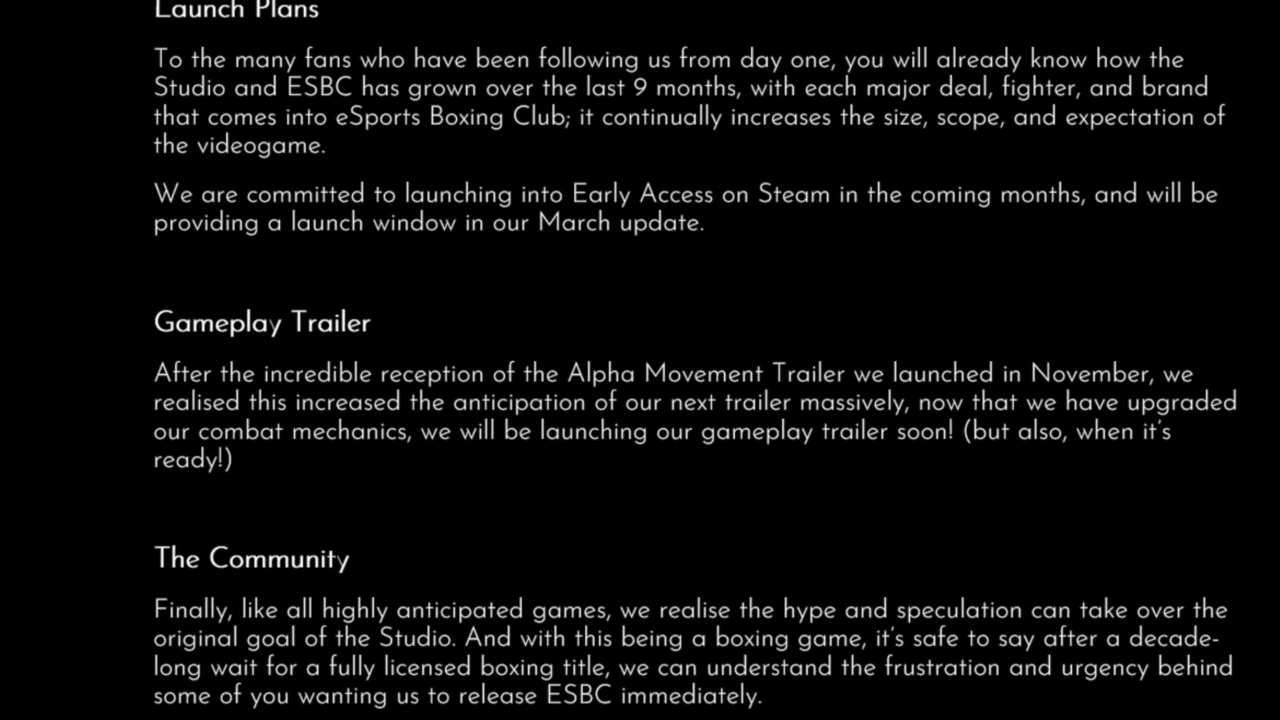 Launch Plans
To the many fans who have been following us from day one, you will already know how the
Studio and ESBC has grown over the last 9 months, with each major deal, fighter, and brand
that comes into eSports Boxing Club; it continually increases the size, scope, and expectation of
the videogame.
We are committed to launching into Early Access on Steam in the coming months, and will be
providing a launch window in our March update.
Gameplay Trailer
After the incredible reception of the Alpha Movement Trailer we launched in November, we
realised this increased the anticipation of our next trailer massively, now that we have upgraded
our combat mechanics, we will be launching our gameplay trailer soon! (but also, when it's
ready!)
The Community
Finally, like all highly anticipated games, we realise the hype and speculation can take over the
original goal of the Studio. And with this being a boxing game, it's safe to say after a decade-
long wait for a fully licensed boxing title, we can understand the frustration and urgency behind
some of you wanting us to release ESBC immediately.